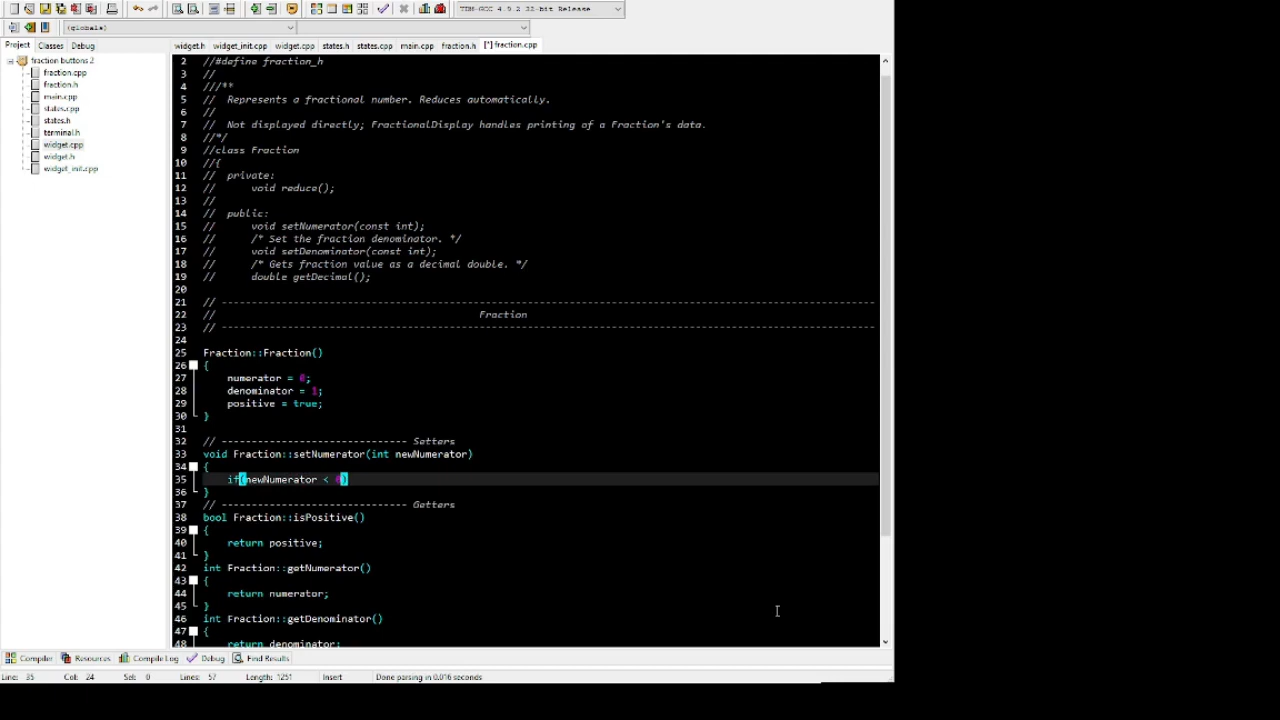 TDM-GCC 4.9.2 32-bit Release
(globals)
Project Classes Debug
widget.h widget_init.cpp widget.cpp states.h states.cpp main.cpp fraction.h [*] fraction.cpp
fraction buttons 2
fraction.cpp
fraction.h
main.cpp
states.cpp
states.h
terminal.h
widget.cpp
widget.h
widget_init.cpp
2 //#define fraction_h
3 //
4 ///**
5 // Represents a fractional number. Reduces automatically.
6 //
7 // Not displayed directly; FractionalDisplay handles printing of a Fraction's data.
8 //*/
9 //class Fraction
10 //{
11 // private:
12 // void reduce();
13 //
14 // public:
15 // void setNumerator(const int);
16 // /* Set the fraction denominator. */
17 // void setDenominator(const int);
18 // /* Gets fraction value as a decimal double. */
19 // double getDecimal();
20
21 // --------------------------------------------------------------------------------------------------------------
22 // Fraction
23 // --------------------------------------------------------------------------------------------------------------
24
25 Fraction::Fraction()
26 {
27 numerator = 0;
28 denominator = 1;
29 positive = true;
30 }
31
32 // ------------------------------- Setters
33 void Fraction::setNumerator(int newNumerator)
34 {
35 if(newNumerator < 0)
36 }
37 // ------------------------------- Getters
38 bool Fraction::isPositive()
39 {
40 return positive;
41 }
42 int Fraction::getNumerator()
43 {
44 return numerator;
45 }
46 int Fraction::getDenominator()
47 {
48 return denominator;
Compiler Resources Compile Log Debug Find Results
Line: 35 Col: 24 Sel: 0 Lines: 57 Length: 1251 Insert Done parsing in 0.016 seconds